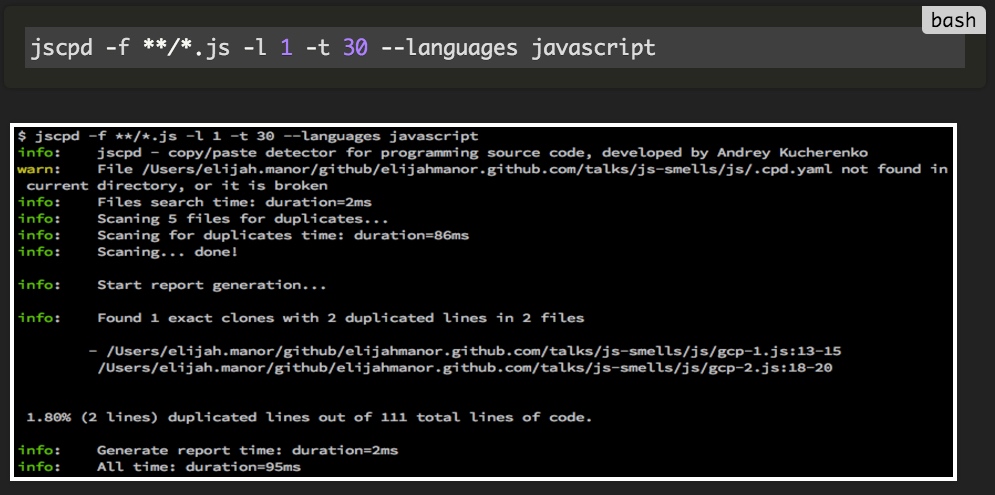 bash
jscpd -f **/*.js -l 1 -t 30 --languages javascript
$ jscpd -f **/*.js -l 1 -t 30 --languages javascript
info: jscpd - copy/paste detector for programming source code, developed by Andrey Kucherenko
warn: File /Users/elijah.manor/github/elijahmanor.github.com/talks/js-smells/js/.cpd.yaml not found in
current directory, or it is broken
info: Files search time: duration=2ms
info: Scaning 5 files for duplicates...
info: Scaning for duplicates time: duration=86ms
info: Scaning... done!
info: Start report generation...
info: Found 1 exact clones with 2 duplicated lines in 2 files
- /Users/elijah.manor/github/elijahmanor.github.com/talks/js-smells/js/gcp-1.js:13-15
/Users/elijah.manor/github/elijahmanor.github.com/talks/js-smells/js/gcp-2.js:18-20
1.80% (2 lines) duplicated lines out of 111 total lines of code.
info: Generate report time: duration=2ms
info: All time: duration=95ms